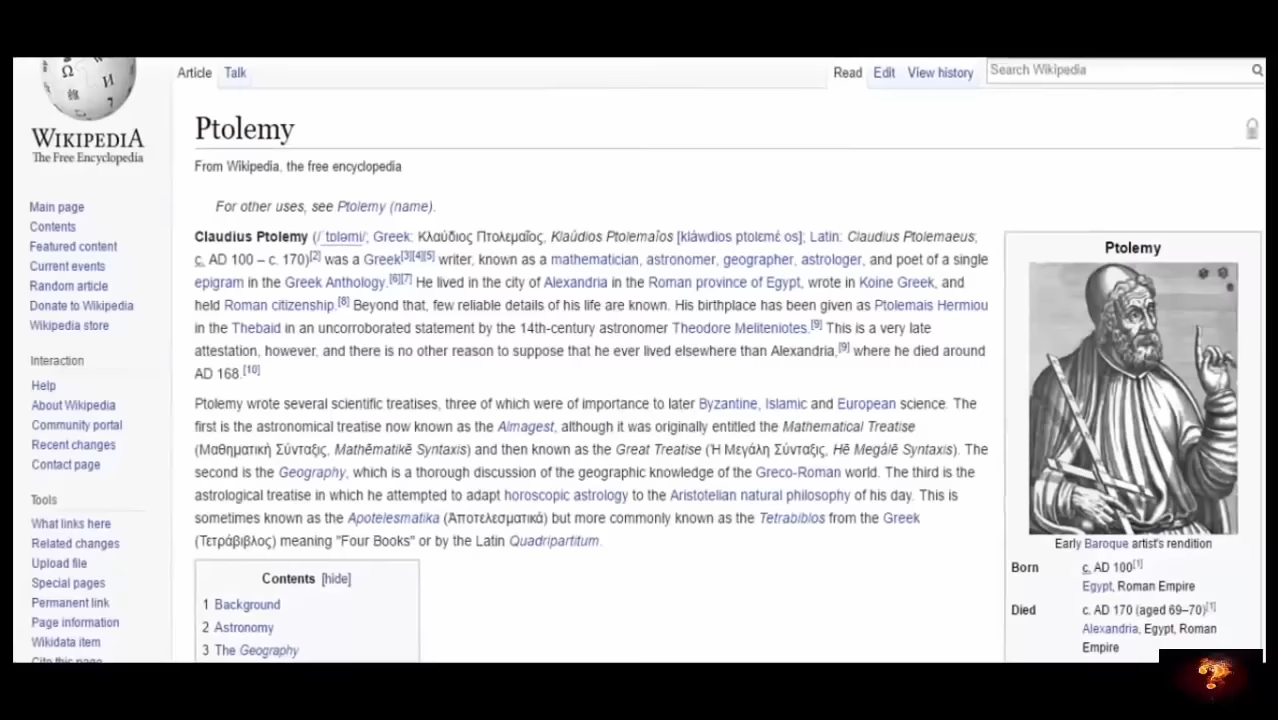 Article Talk
Read Edit View history Search Wikipedia
Ω И
WIKIPEDIA
The Free Encyclopedia
Main page
Contents
Featured content
Current events
Random article
Donate to Wikipedia
Wikipedia store
Interaction
Help
About Wikipedia
Community portal
Recent changes
Contact page
Tools
What links here
Related changes
Upload file
Special pages
Permanent link
Page information
Wikidata item
Cite this page
Ptolemy
From Wikipedia, the free encyclopedia
For other uses, see Ptolemy (name).
Claudius Ptolemy (/ˈtɒləmi/; Greek: Κλαύδιος Πτολεμαῖος, Klaúdios Ptolemaîos [kláwdios ptolɛmɛ́ os]; Latin: Claudius Ptolemaeus;
c. AD 100 – c. 170)[2] was a Greek[3][4][5] writer, known as a mathematician, astronomer, geographer, astrologer, and poet of a single
epigram in the Greek Anthology.[6][7] He lived in the city of Alexandria in the Roman province of Egypt, wrote in Koine Greek, and
held Roman citizenship.[8] Beyond that, few reliable details of his life are known. His birthplace has been given as Ptolemais Hermiou
in the Thebaid in an uncorroborated statement by the 14th-century astronomer Theodore Meliteniotes.[9] This is a very late
attestation, however, and there is no other reason to suppose that he ever lived elsewhere than Alexandria,[9] where he died around
AD 168.[10]
Ptolemy wrote several scientific treatises, three of which were of importance to later Byzantine, Islamic and European science. The
first is the astronomical treatise now known as the Almagest, although it was originally entitled the Mathematical Treatise
(Μαθηματικὴ Σύνταξις, Mathēmatikē Syntaxis) and then known as the Great Treatise (Ἡ Μεγάλη Σύνταξις, Hē Megálē Syntaxis). The
second is the Geography, which is a thorough discussion of the geographic knowledge of the Greco-Roman world. The third is the
astrological treatise in which he attempted to adapt horoscopic astrology to the Aristotelian natural philosophy of his day. This is
sometimes known as the Apotelesmatika (Ἀποτελεσματικά) but more commonly known as the Tetrabiblos from the Greek
(Τετράβιβλος) meaning "Four Books" or by the Latin Quadripartitum.
Contents [hide]
1 Background
2 Astronomy
3 The Geography
Ptolemy
Early Baroque artist's rendition
Born c. AD 100[1]
Egypt, Roman Empire
Died c. AD 170 (aged 69–70)[1]
Alexandria, Egypt, Roman
Empire
?